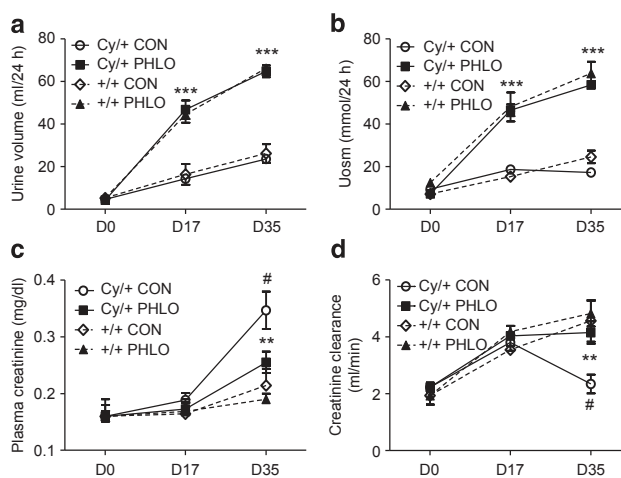 a
Urine volume (ml/24 h)
80
60
40
20
0
Cy/+ CON
Cy/+ PHLO
+/+ CON
+/+ PHLO
***
***
D0 D17 D35
b
Uosm (mmol/24 h)
80
60
40
20
0
Cy/+ CON
Cy/+ PHLO
+/+ CON
+/+ PHLO
***
***
D0 D17 D35
c
Plasma creatinine (mg/dl)
0.4
0.3
0.2
0.1
Cy/+ CON
Cy/+ PHLO
+/+ CON
+/+ PHLO
#
**
D0 D17 D35
d
Creatinine clearance
(ml/min)
6
4
2
0
Cy/+ CON
Cy/+ PHLO
+/+ CON
+/+ PHLO
**
#
D0 D17 D35